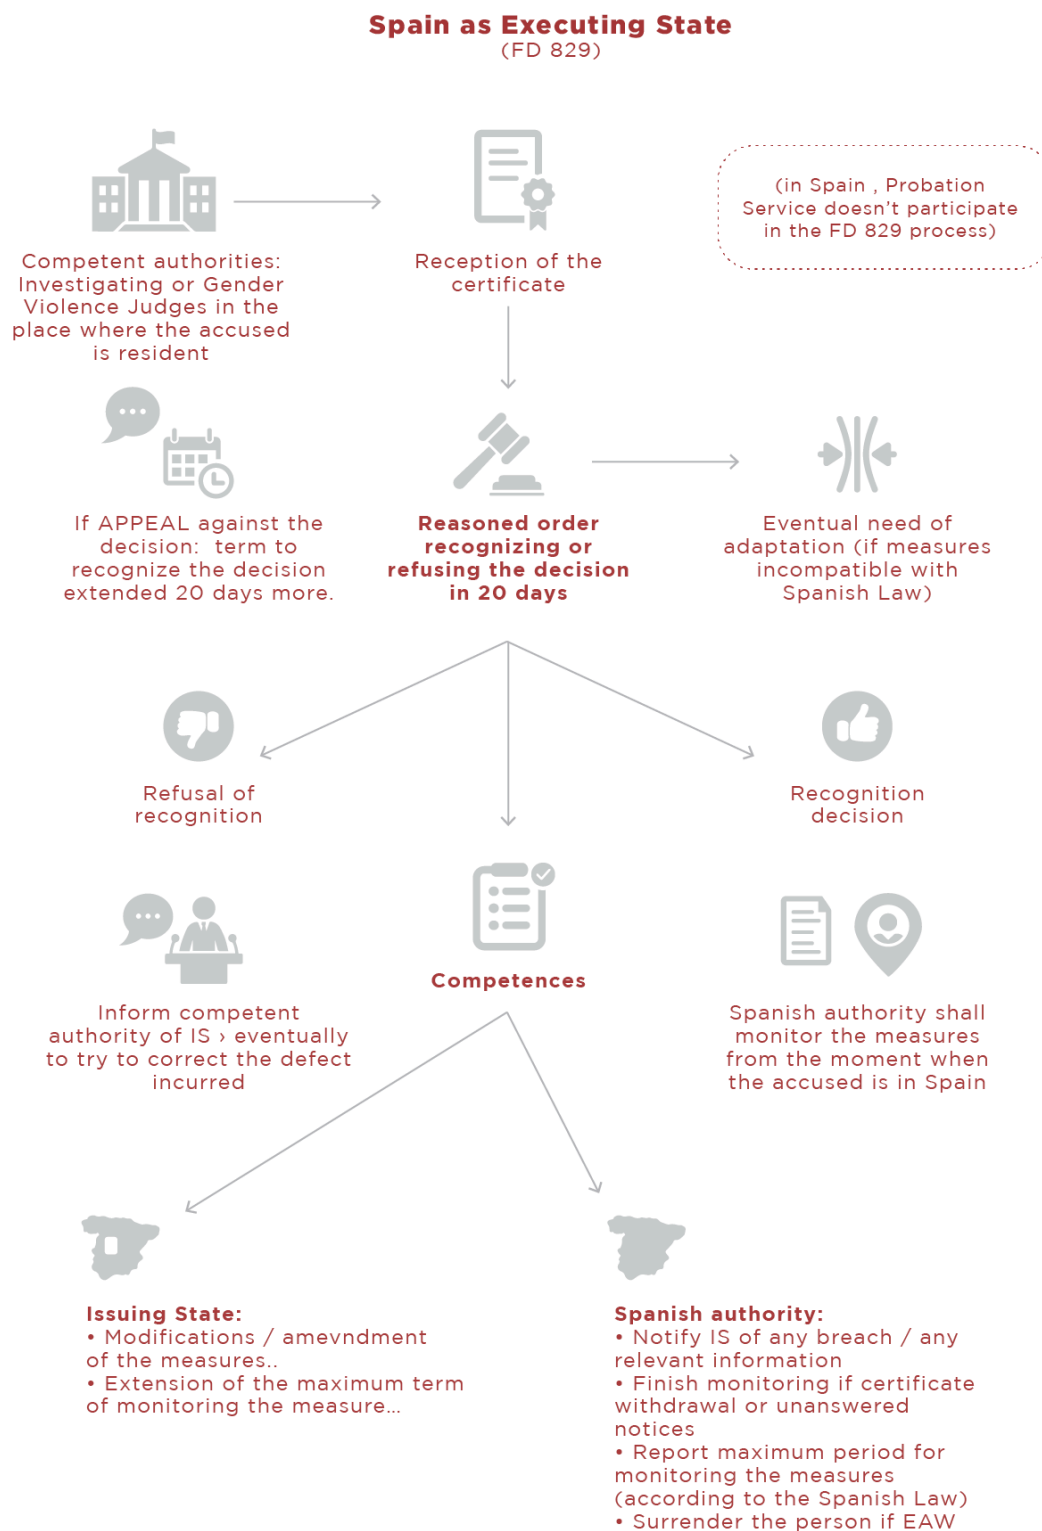 Spain as Executing State
(FD 829)
(in Spain , Probation
Service doesn't participate
in the FD 829 process)
Competent authorities:
Investigating or Gender
Violence Judges in the
place where the accused
is resident
Reception of the
certificate
If APPEAL against the
decision:  term to
recognize the decision
extended 20 days more.
Reasoned order
recognizing or
refusing the decision
in 20 days
Eventual need of
adaptation (if measures
incompatible with
Spanish Law)
Refusal of
recognition
Recognition
decision
Competences
Inform competent
authority of IS › eventually
to try to correct the defect
incurred
Spanish authority shall
monitor the measures
from the moment when
the accused is in Spain
Issuing State:
• Modifications / amevndment
of the measures..
• Extension of the maximum term
of monitoring the measure...
Spanish authority:
• Notify IS of any breach / any
relevant information
• Finish monitoring if certificate
withdrawal or unanswered
notices
• Report maximum period for
monitoring the measures
(according to the Spanish Law)
• Surrender the person if EAW